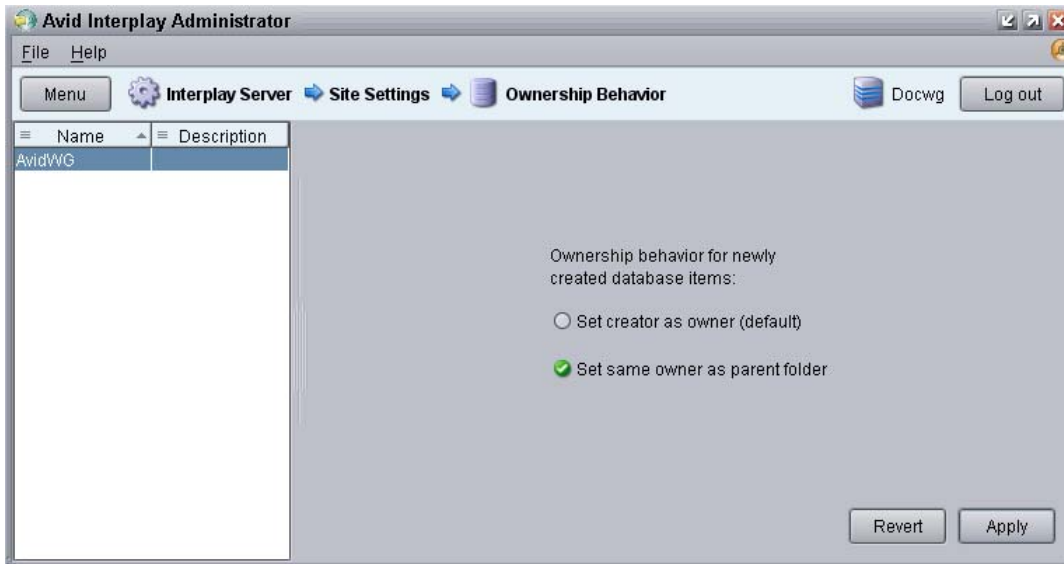 Avid Interplay Administrator
File Help
Menu Interplay Server Site Settings Ownership Behavior Docwg Log out
Name Description
AvidWG
Ownership behavior for newly
created database items:
Set creator as owner (default)
Set same owner as parent folder
Revert Apply